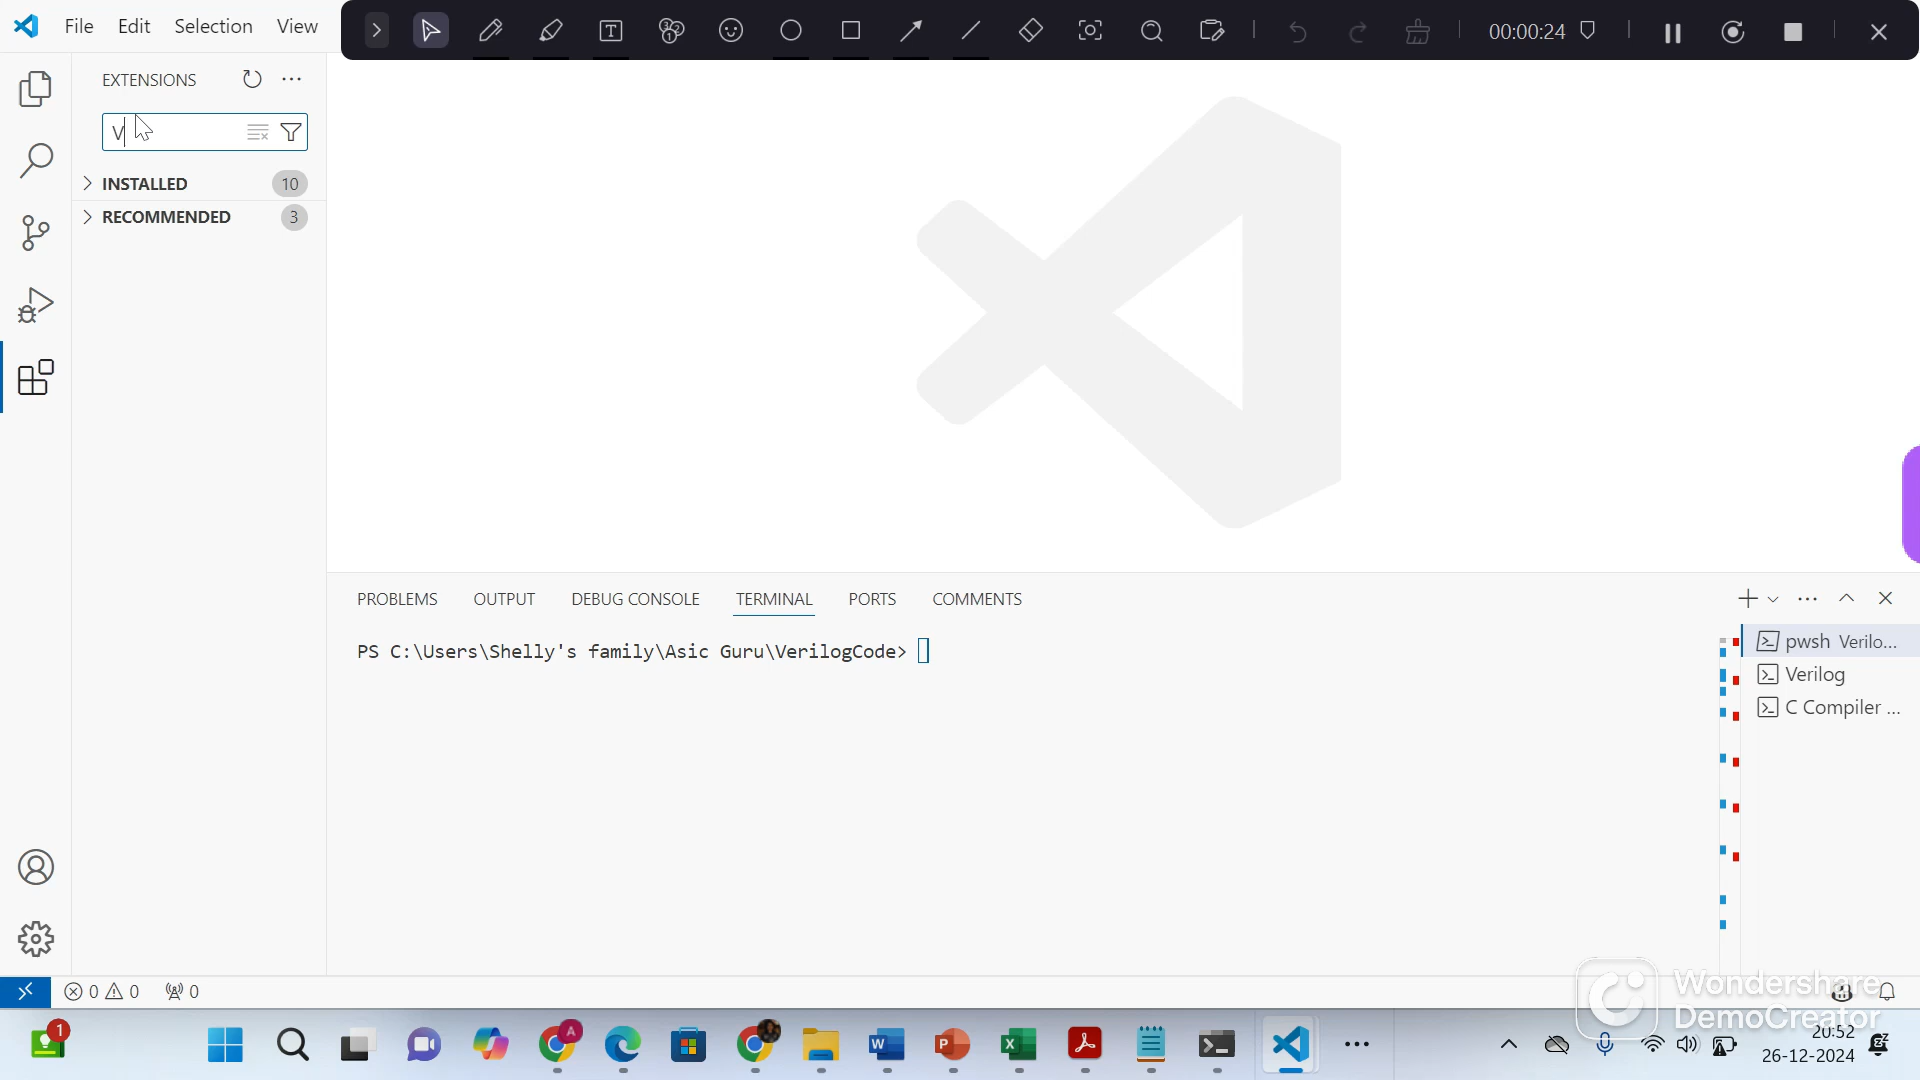 File Edit Selection View
00:00:24
EXTENSIONS
V
INSTALLED 10
RECOMMENDED 3
PROBLEMS OUTPUT DEBUG CONSOLE TERMINAL PORTS COMMENTS
PS C:\Users\Shelly's family\Asic Guru\VerilogCode>
pwsh Verilo...
Verilog
C Compiler ...
0 0 0
Wondershare
DemoCreator
1
A
20:52
26-12-2024